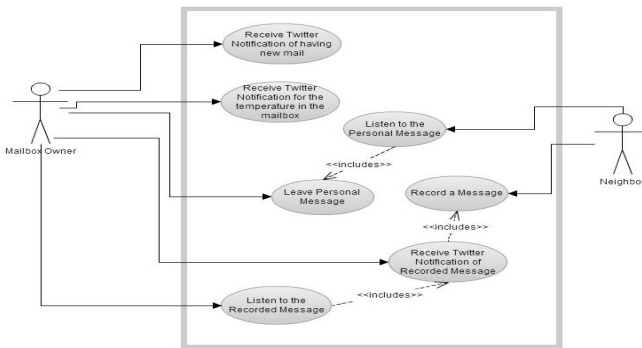 Receive Twitter
Notification of having
new mail
Receive Twitter
Notification for the
temperature in the
mailbox
Listen to the
Personal Message
Mailbox Owner
<<includes>>
Neighbor
Leave Personal
Message
Record a Message
<<includes>>
Receive Twitter
Notification of
Recorded Message
<<includes>>
Listen to the
Recorded Message